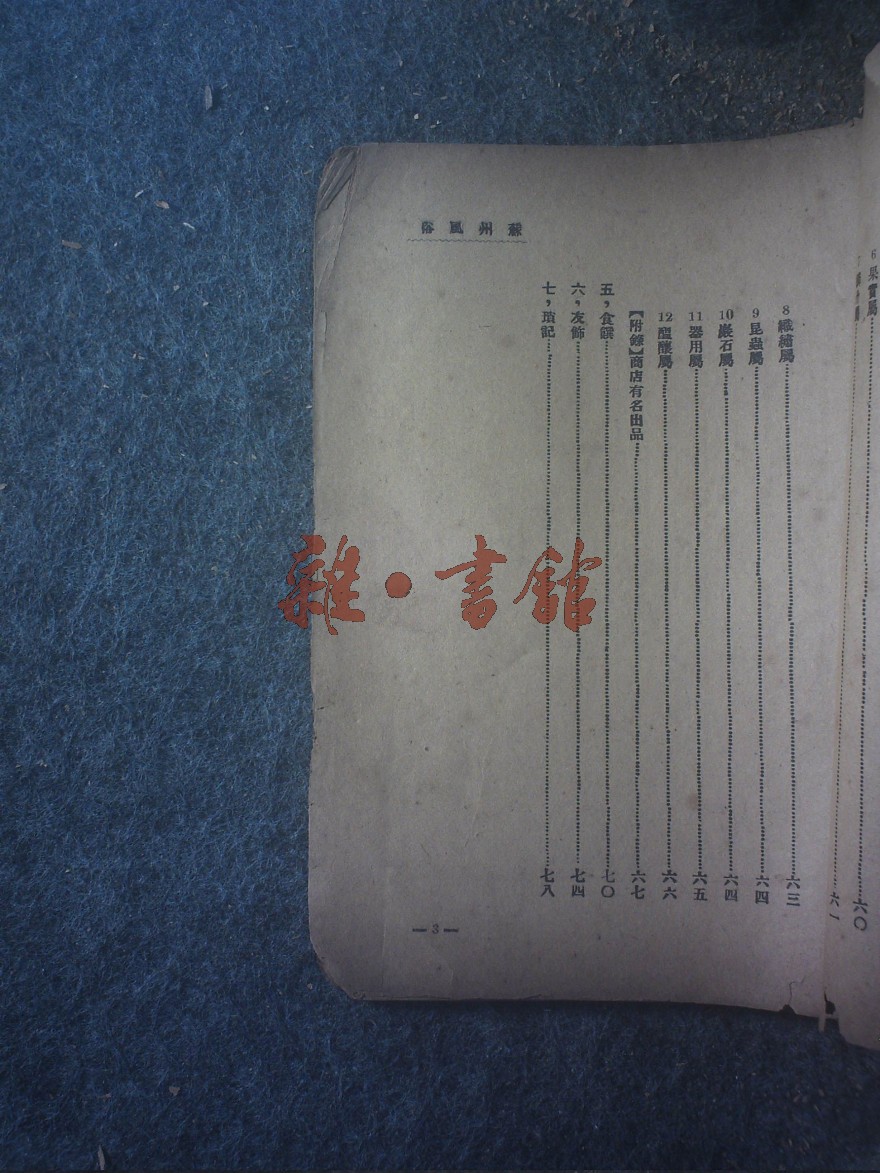 蘇州風俗
6 果實屬……六〇
8 織繡屬……六三
9 昆蟲屬……六四
10 巖石屬……六四
11 器用屬……六五
12 醞釀屬……六六
【附錄】商店有名出品……六七
五，食饌……七〇
六，衣飾……七四
七，瑣記……七八
—3—
雜·書館